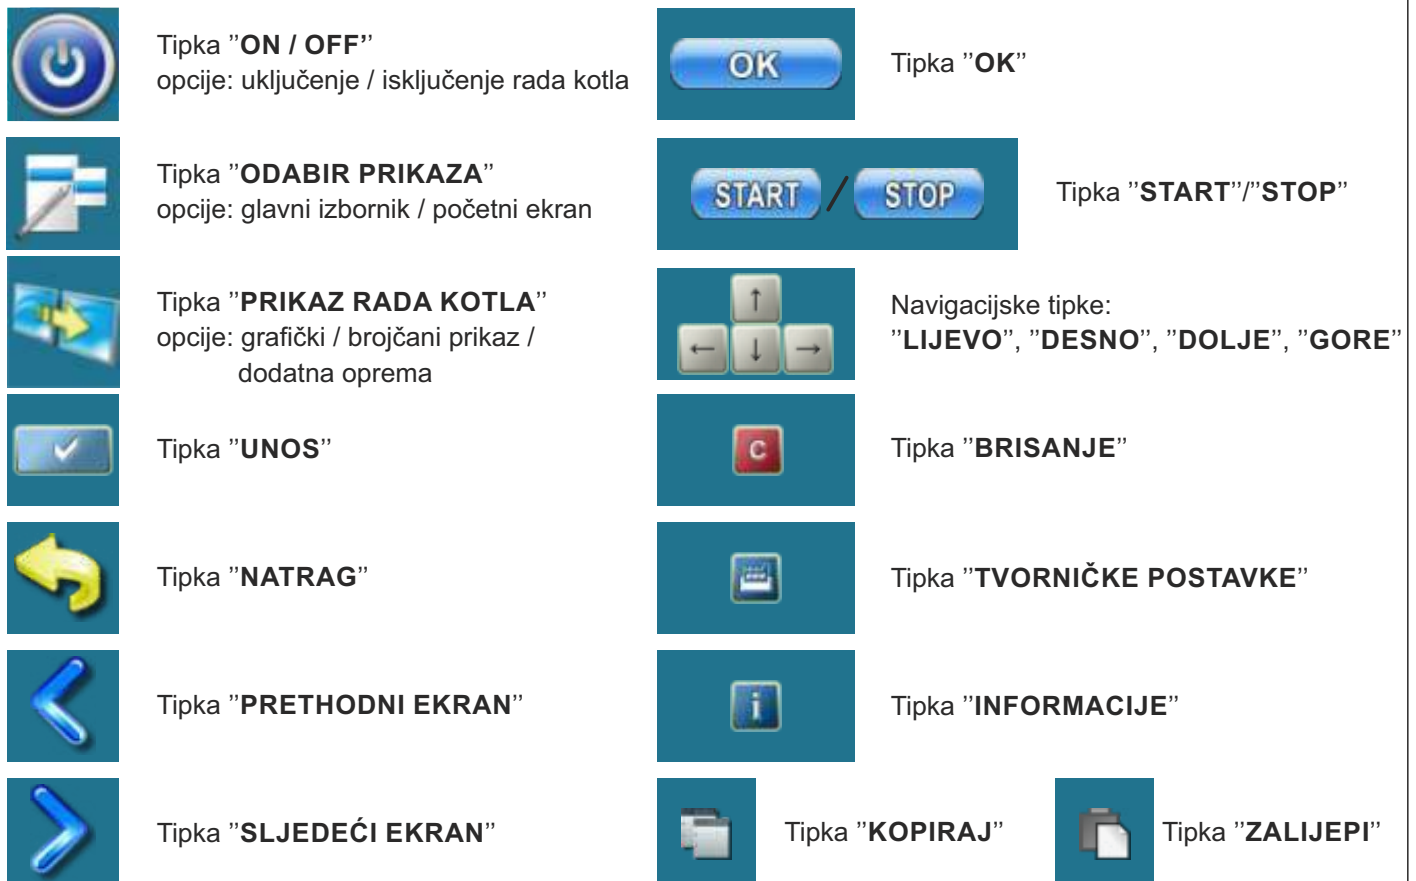 Tipka ''ON / OFF''
opcije: uključenje / isključenje rada kotla
Tipka ''ODABIR PRIKAZA''
opcije: glavni izbornik / početni ekran
Tipka ''PRIKAZ RADA KOTLA''
opcije: grafički / brojčani prikaz /
dodatna oprema
Tipka ''UNOS''
Tipka ''NATRAG''
Tipka ''PRETHODNI EKRAN''
Tipka ''SLJEDEĆI EKRAN''
OK
Tipka ''OK''
START / STOP
Tipka ''START''/''STOP''
↑
← ↓ →
Navigacijske tipke:
''LIJEVO'', ''DESNO'', ''DOLJE'', ''GORE''
C
Tipka ''BRISANJE''
Tipka ''TVORNIČKE POSTAVKE''
i
Tipka ''INFORMACIJE''
Tipka ''KOPIRAJ''
Tipka ''ZALIJEPI''